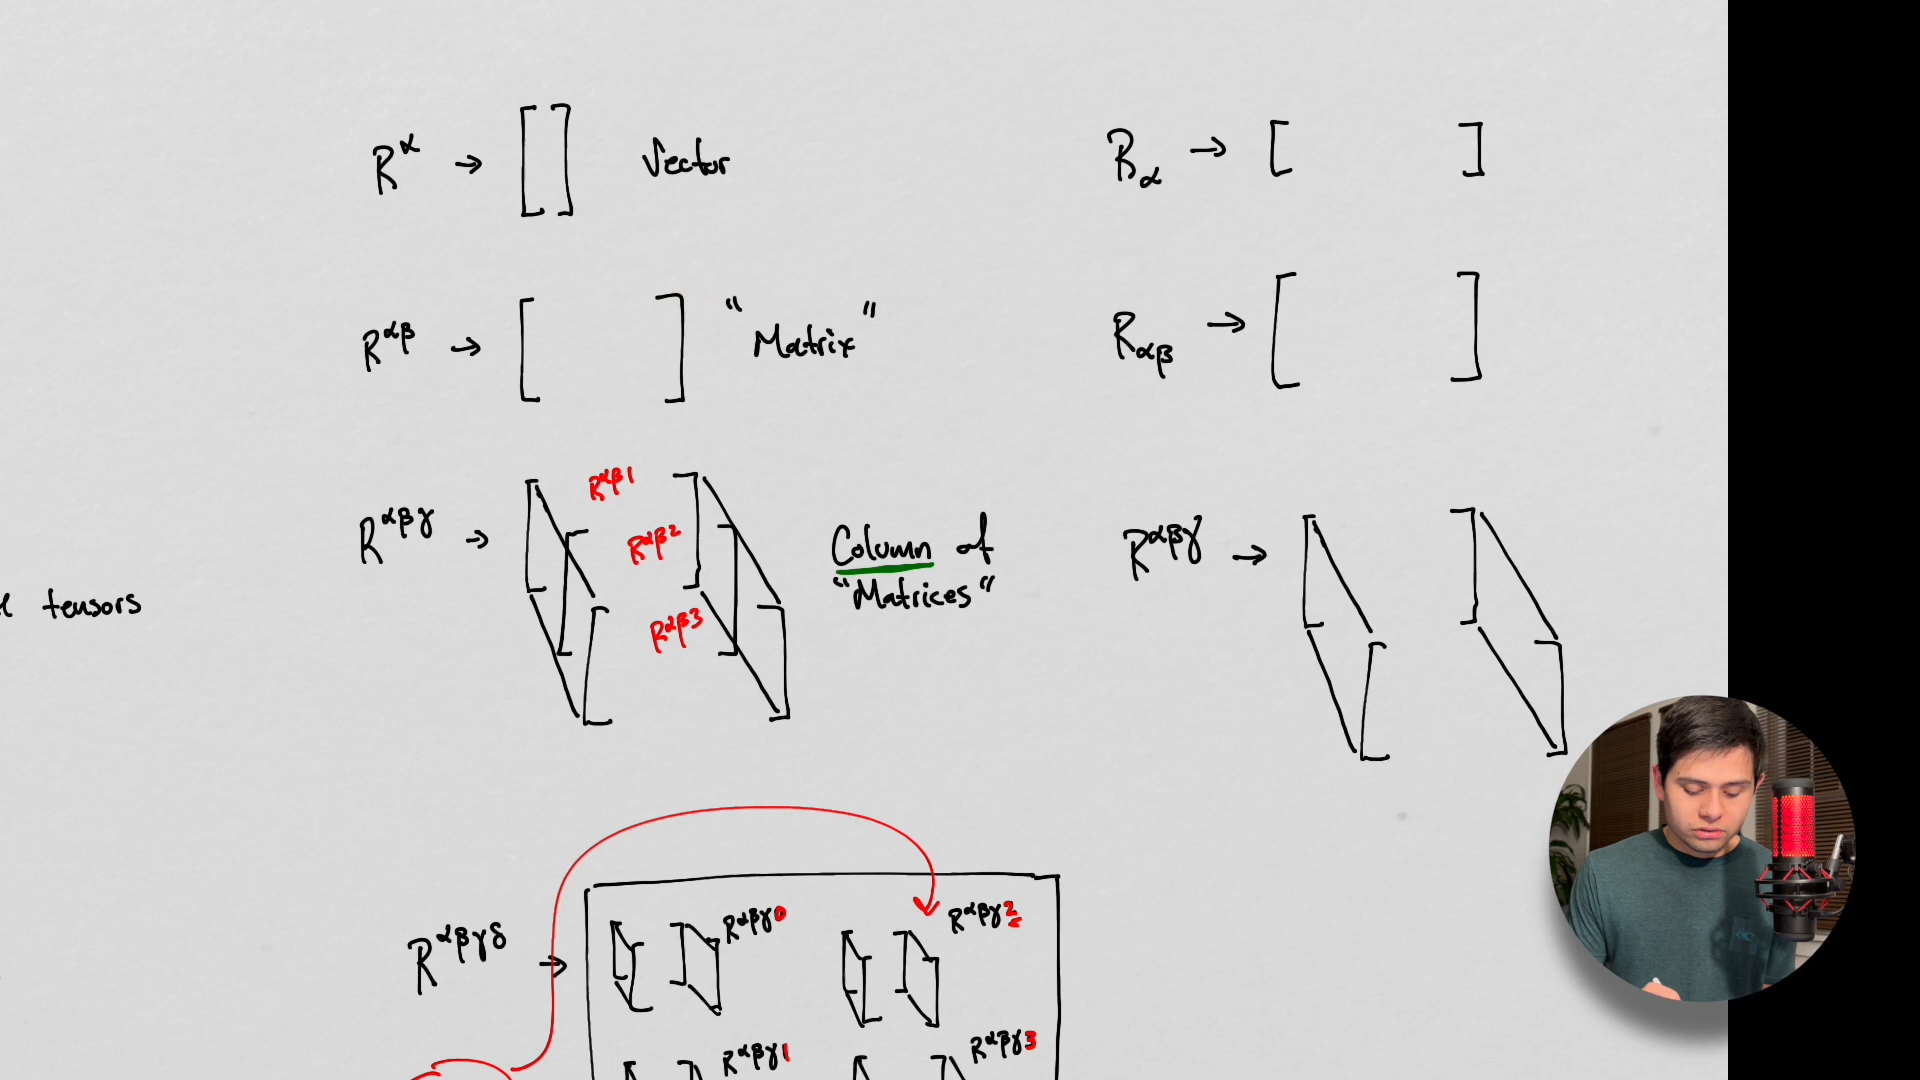 R^α → [ ] Vector
R^αβ → [ ] "Matrix"
R^αβγ → R^αβ1
R^αβ2
R^αβ3
Column of
"Matrices"
tensors
R^αβγδ → R^αβγ0 R^αβγ2
R^αβγ1 R^αβγ3
R_α → [ ]
R_αβ → [ ]
R^αβγ →